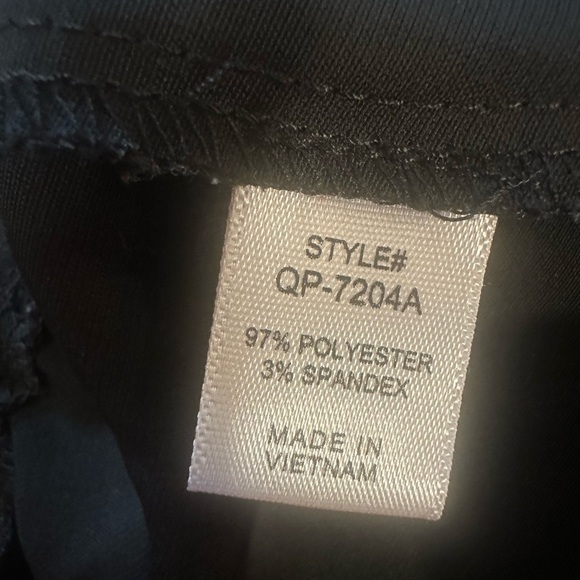 STYLE#
QP-7204A
97% POLYESTER
3% SPANDEX
MADE IN
VIETNAM